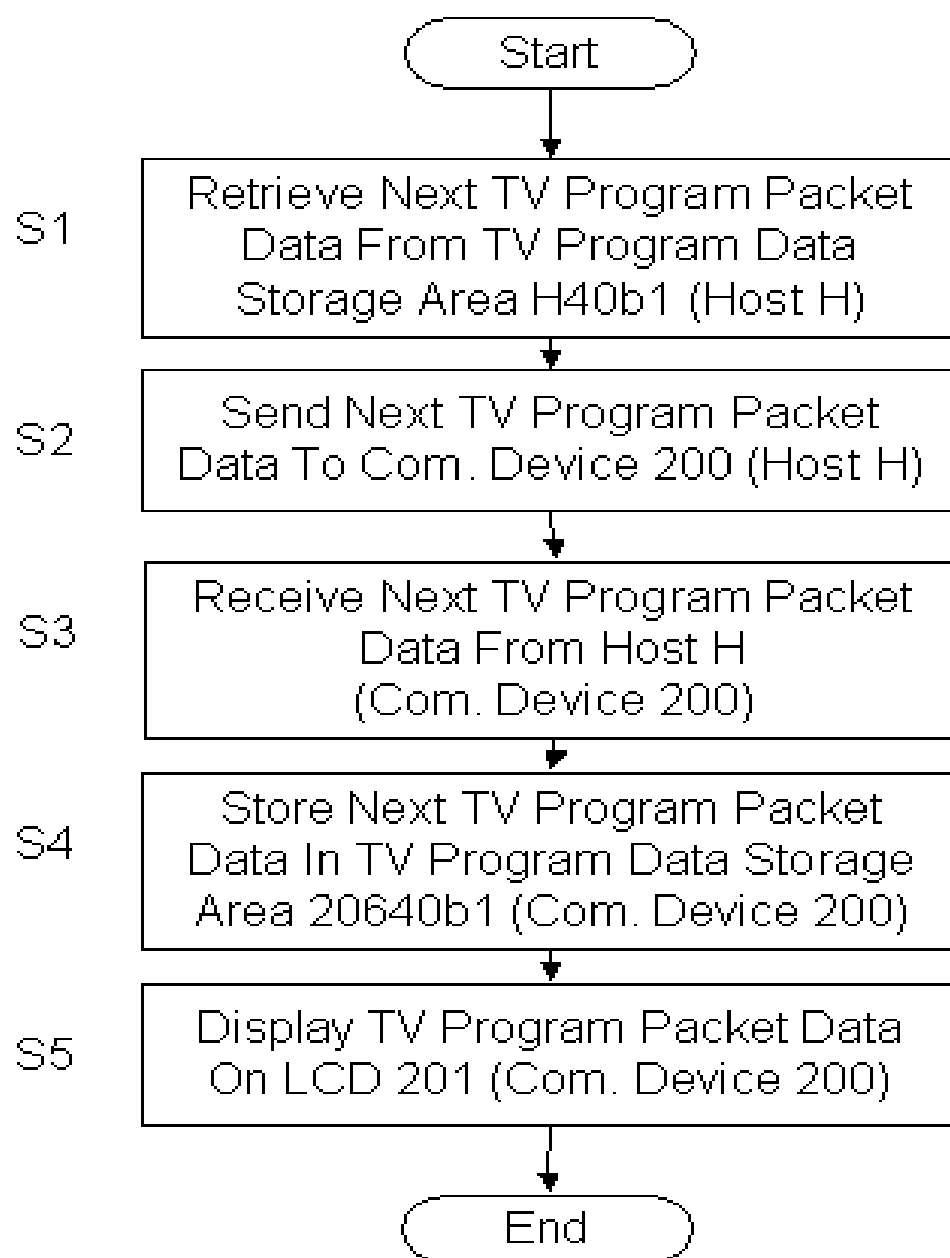 Start
S1
Retrieve Next TV Program Packet
Data From TV Program Data
Storage Area H40b1 (Host H)
S2
Send Next TV Program Packet
Data To Com. Device 200 (Host H)
S3
Receive Next TV Program Packet
Data From Host H
(Com. Device 200)
S4
Store Next TV Program Packet
Data In TV Program Data Storage
Area 20640b1 (Com. Device 200)
S5
Display TV Program Packet Data
On LCD 201 (Com. Device 200)
End